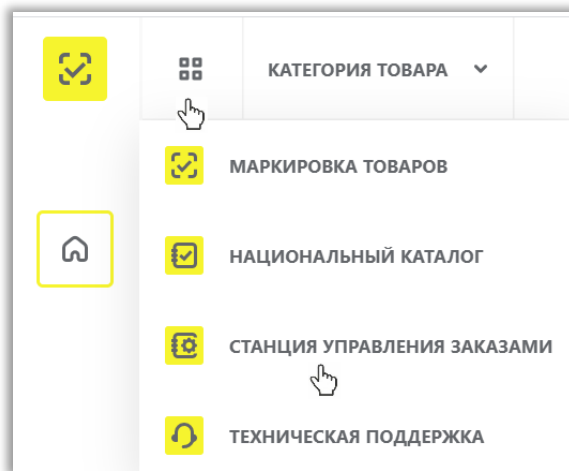 КАТЕГОРИЯ ТОВАРА
МАРКИРОВКА ТОВАРОВ
НАЦИОНАЛЬНЫЙ КАТАЛОГ
СТАНЦИЯ УПРАВЛЕНИЯ ЗАКАЗАМИ
ТЕХНИЧЕСКАЯ ПОДДЕРЖКА